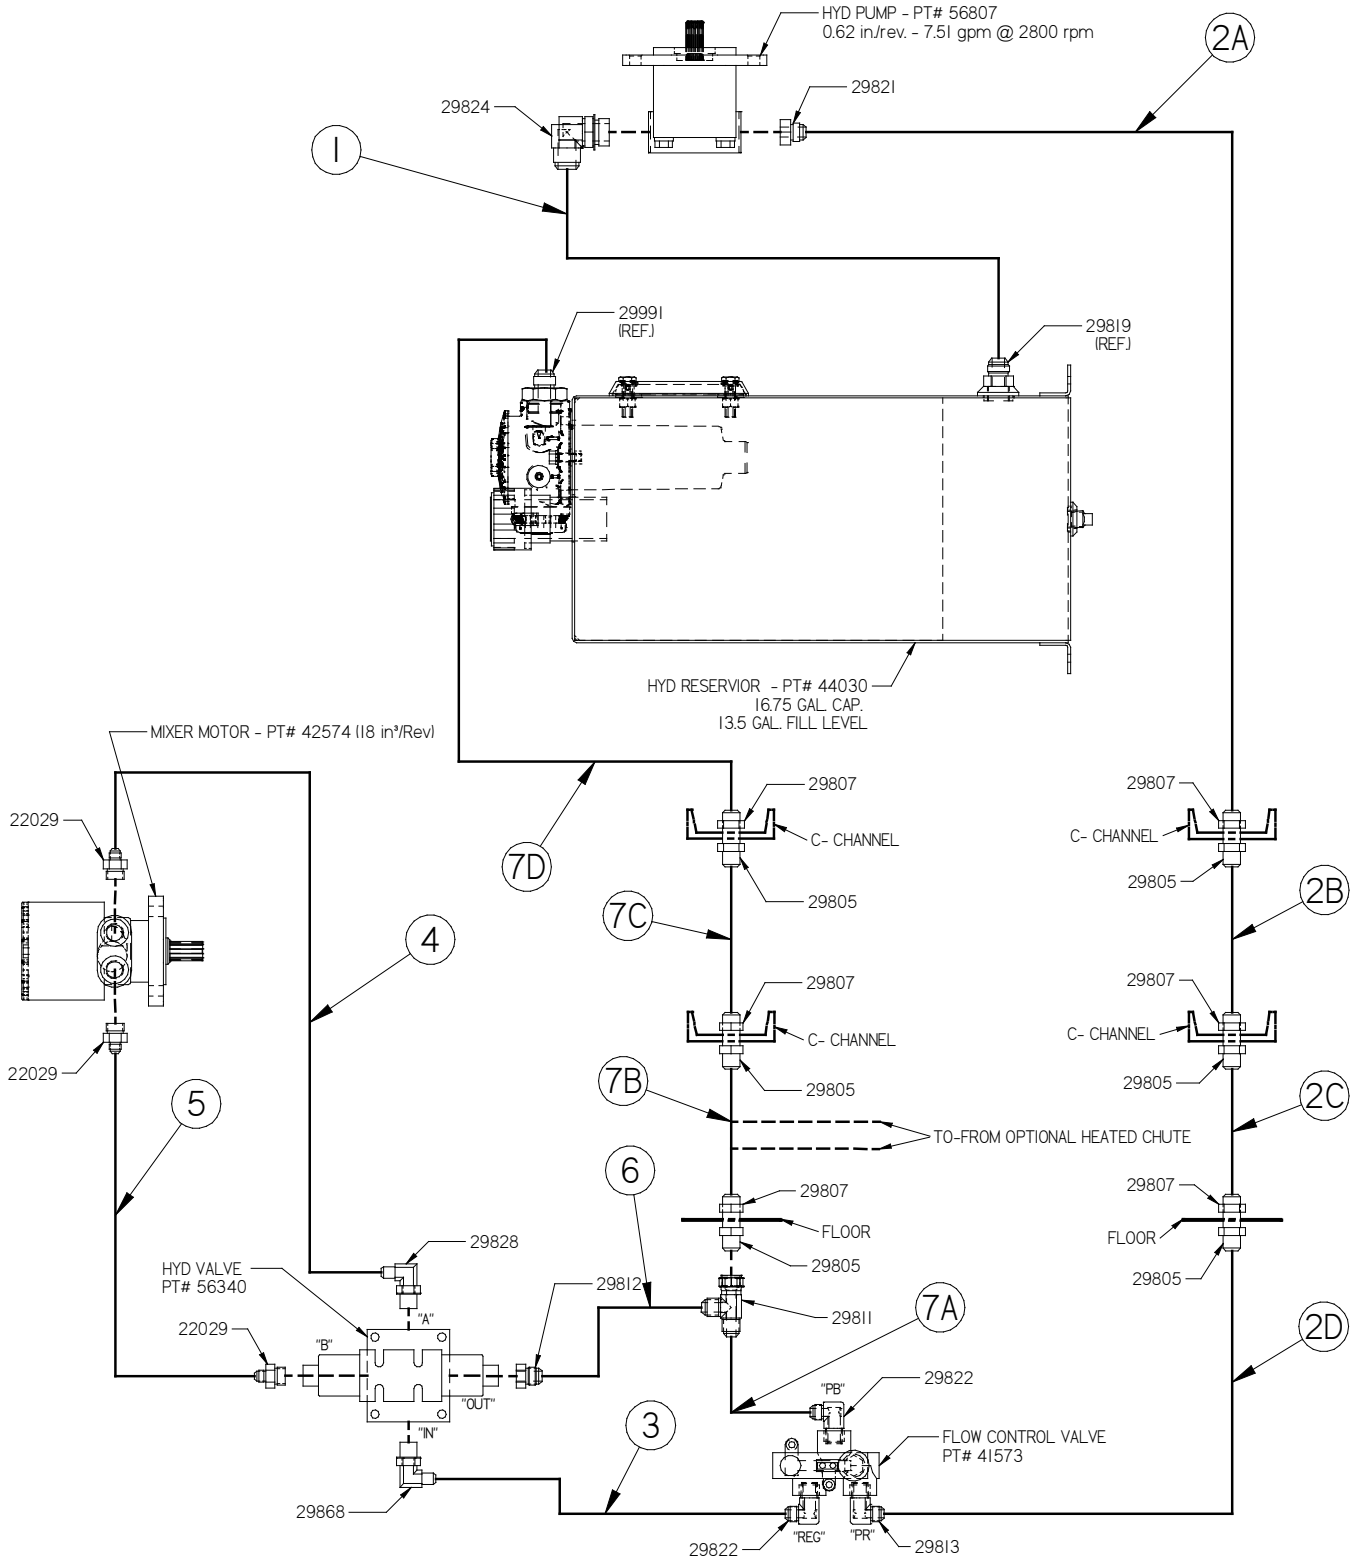 HYD PUMP - PT# 56807
0.62 in./rev. - 7.51 gpm @ 2800 rpm
2A
29821
29824
1
29991
(REF.)
29819
(REF.)
HYD RESERVIOR - PT# 44030
16.75 GAL. CAP.
13.5 GAL. FILL LEVEL
MIXER MOTOR - PT# 42574 (18 in³/Rev)
29807
29807
22029
C- CHANNEL
C- CHANNEL
7D
29805
29805
7C
2B
4
29807
29807
C- CHANNEL
C- CHANNEL
22029
7B
29805
29805
5
2C
TO-FROM OPTIONAL HEATED CHUTE
6
29807
29807
FLOOR
FLOOR
29828
HYD VALVE
PT# 56340
29805
29805
29812
"A"
29811
7A
22029
"B"
2D
"OUT"
"PB"
29822
"IN"
3
FLOW CONTROL VALVE
PT# 41573
29868
"REG"
"PR"
29822
29813